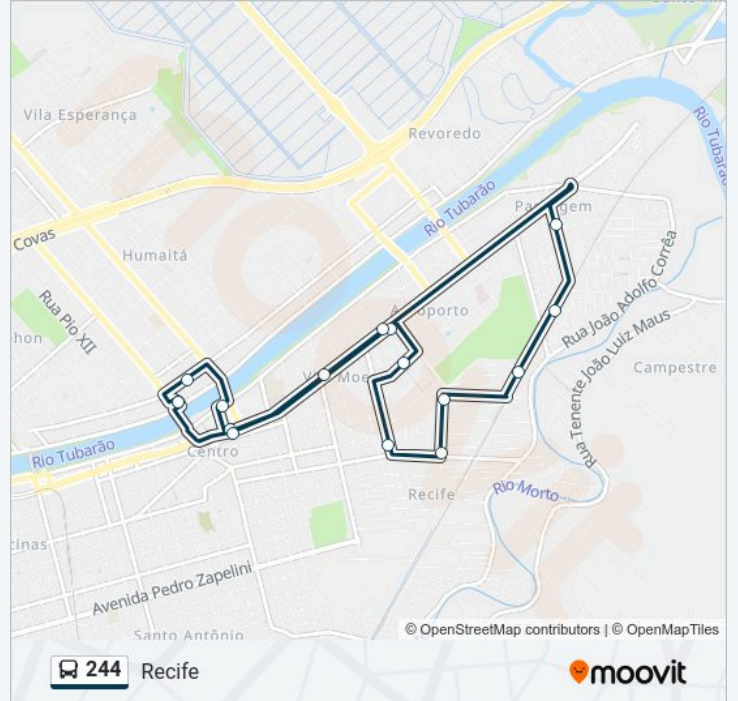 Vila Esperança
Revoredo
Rio Tubarão
Covas
Humaitá
Rio Tubarão
Passagem
Rua Pio XII
Aeroporto
Rua João Adolfo Corrêa
Rua Tenente João Luiz Maus
Campestre
Rio Tubarão
Centro
Recife
Rio Morto
Avenida Pedro Zapelini
Santo Antônio
© OpenStreetMap contributors | © OpenMapTiles
244 Recife
moovit